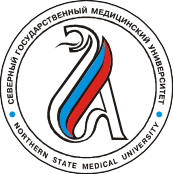 СЕВЕРНЫЙ ГОСУДАРСТВЕННЫЙ МЕДИЦИНСКИЙ УНИВЕРСИТЕТ
NORTHERN STATE MEDICAL UNIVERSITY